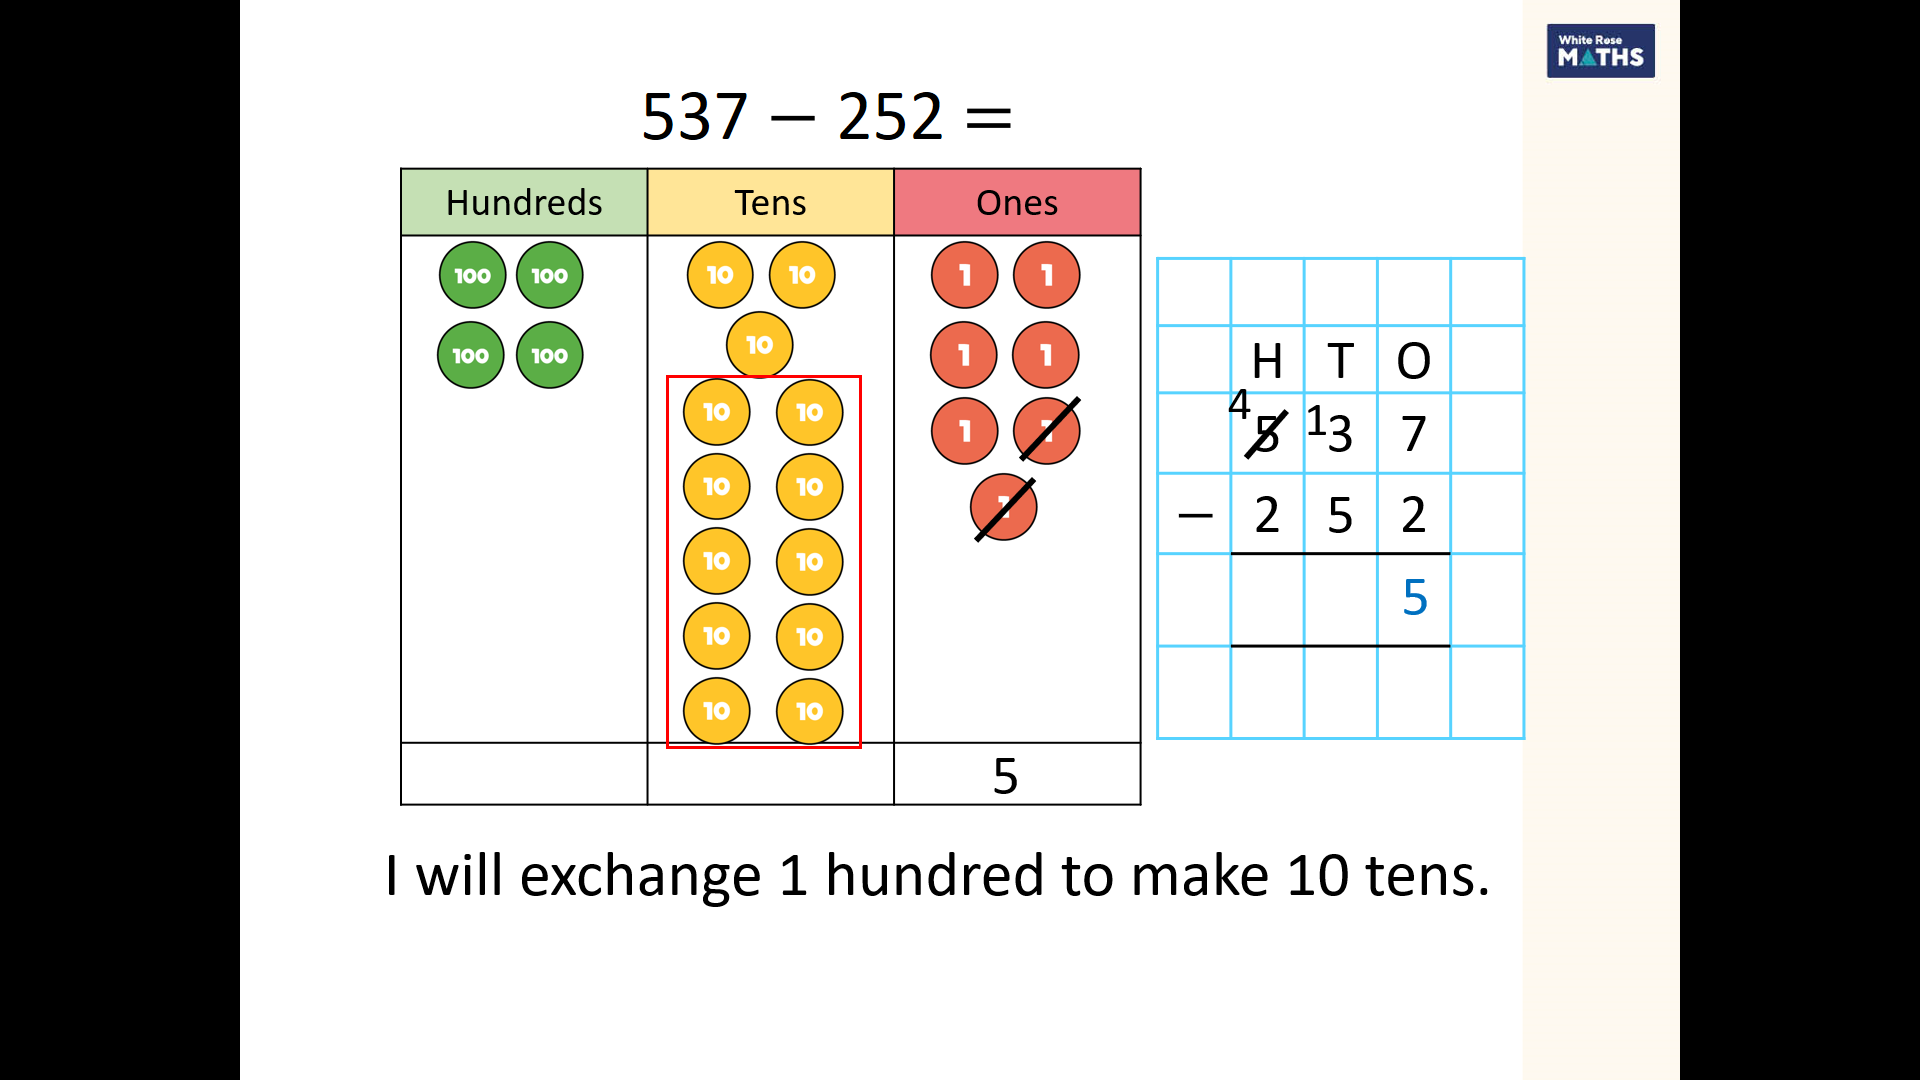 White Rose
MATHS
537 − 252 =
Hundreds Tens Ones
100 100 10 10 1 1
10
100 100 1 1
10 10 1 1
10 10 1
10 10
10 10
10 10
5
H T O
4 5 1 3 7
− 2 5 2
5
I will exchange 1 hundred to make 10 tens.